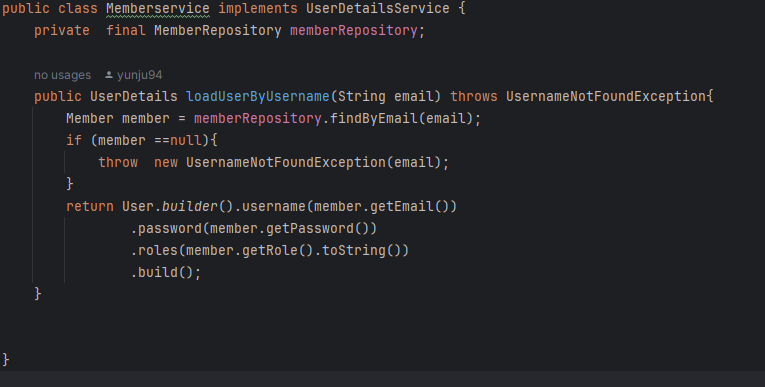 public class Memberservice implements UserDetailsService {
private  final MemberRepository memberRepository;
no usages  yunju94
public UserDetails loadUserByUsername(String email) throws UsernameNotFoundException{
Member member = memberRepository.findByEmail(email);
if (member ==null){
throw  new UsernameNotFoundException(email);
}
return User.builder().username(member.getEmail())
.password(member.getPassword())
.roles(member.getRole().toString())
.build();
}
}